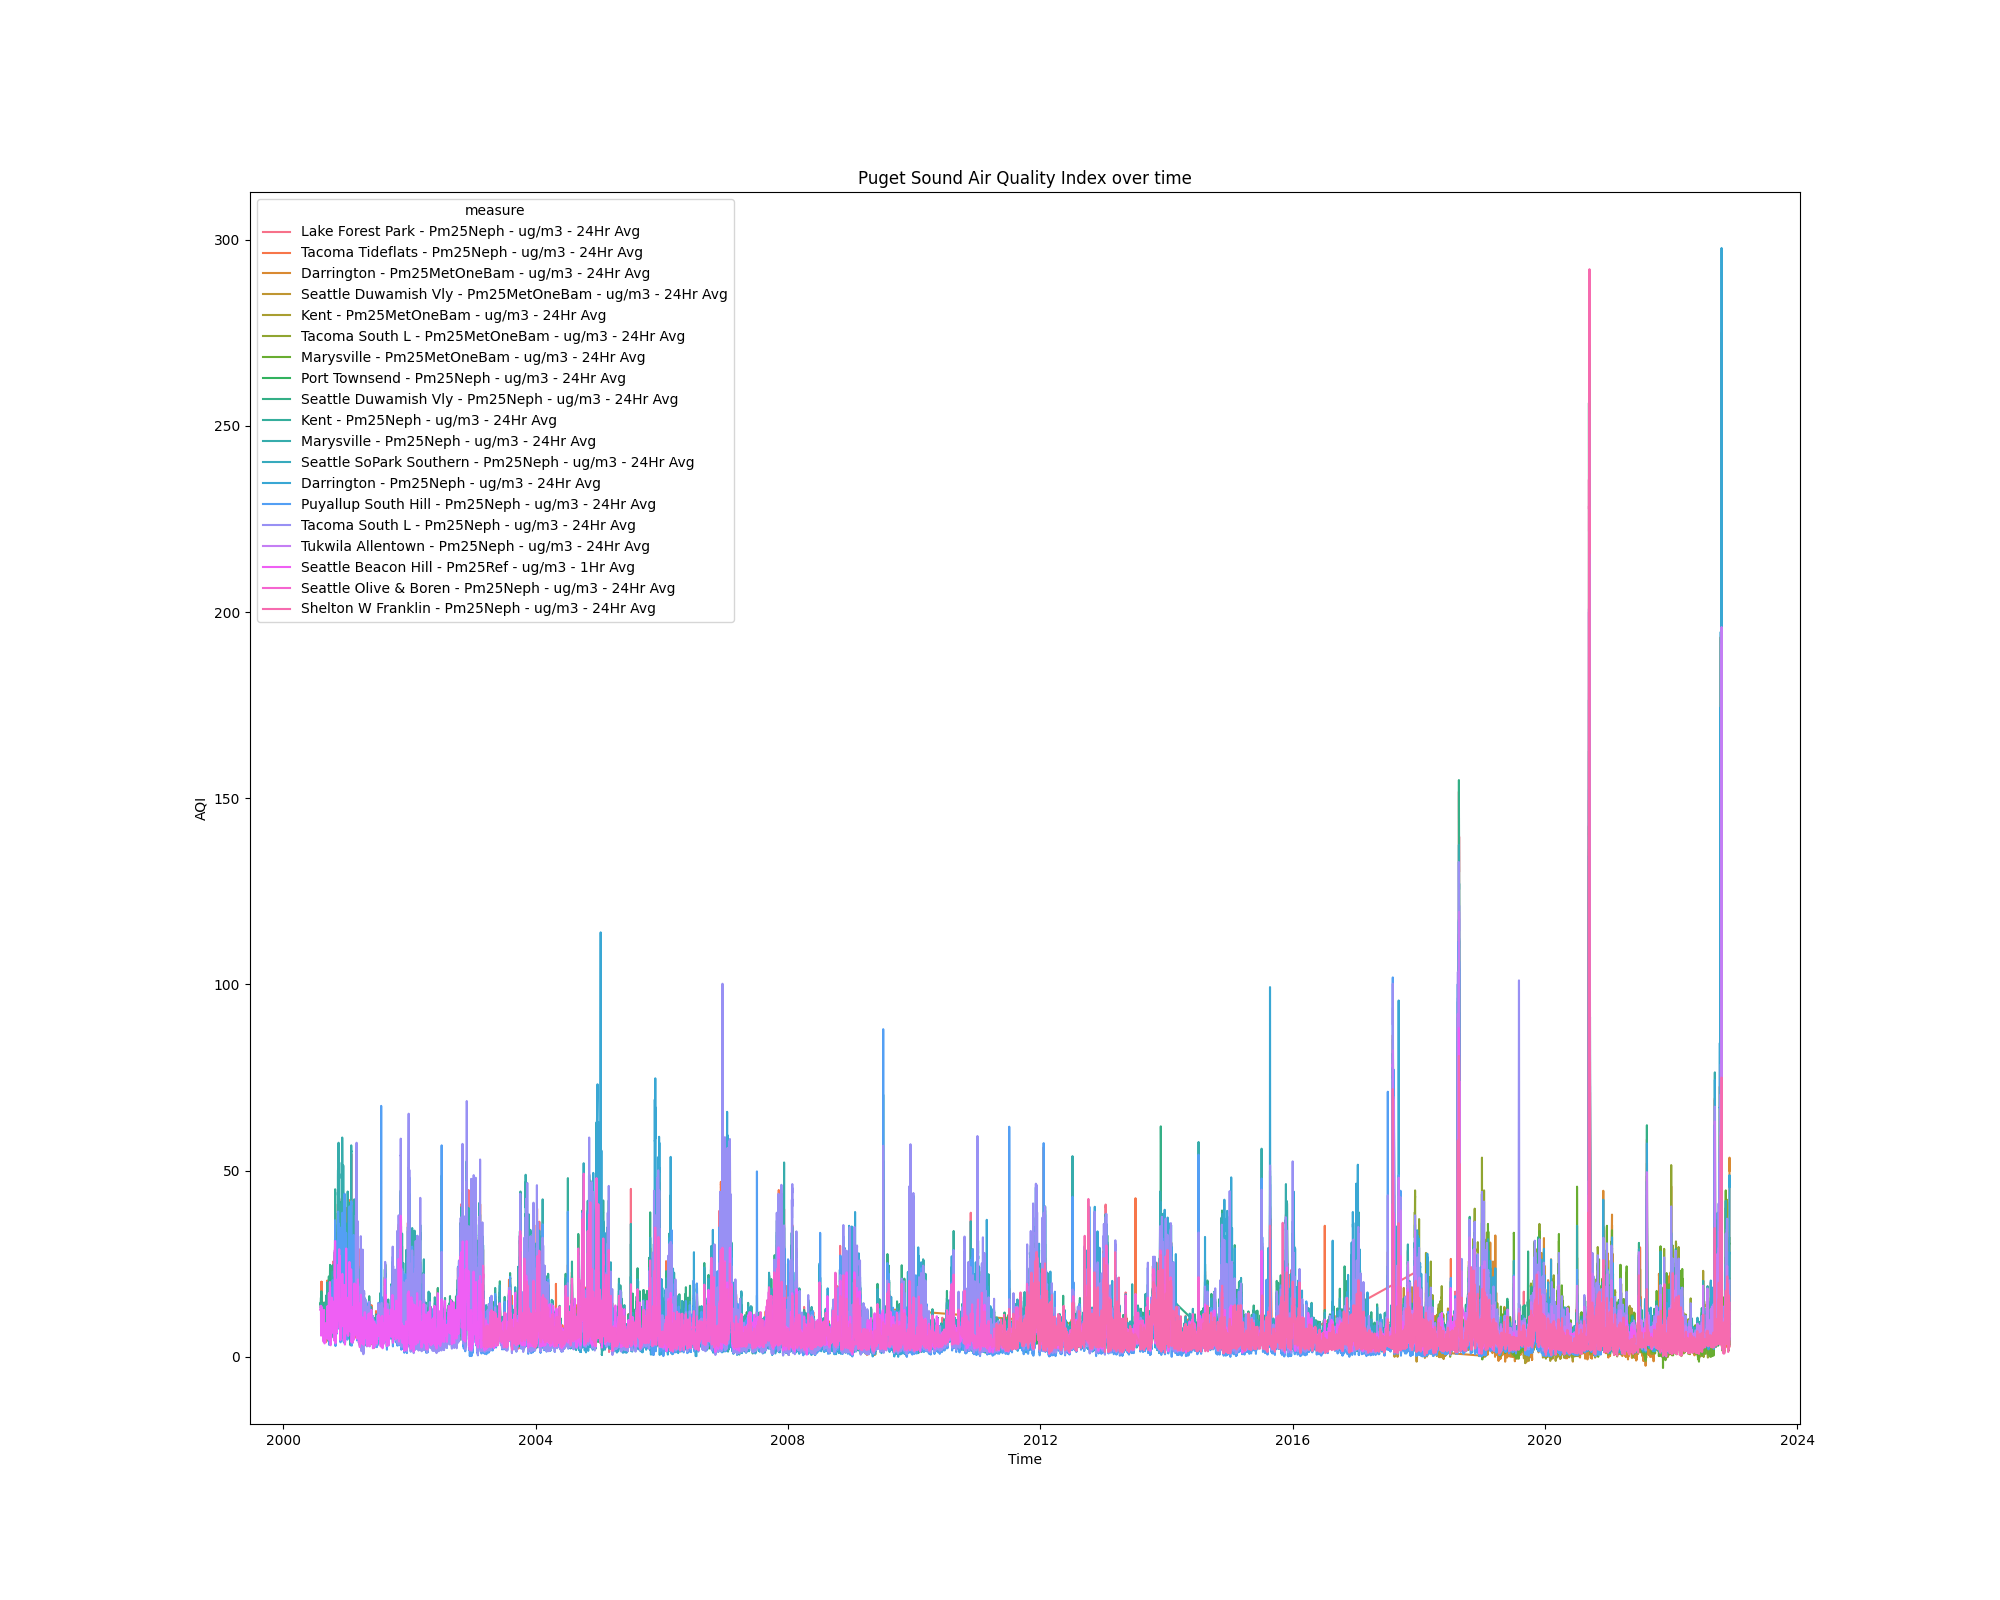 Puget Sound Air Quality Index over time
measure
Lake Forest Park - Pm25Neph - ug/m3 - 24Hr Avg
Tacoma Tideflats - Pm25Neph - ug/m3 - 24Hr Avg
Darrington - Pm25MetOneBam - ug/m3 - 24Hr Avg
Seattle Duwamish Vly - Pm25MetOneBam - ug/m3 - 24Hr Avg
Kent - Pm25MetOneBam - ug/m3 - 24Hr Avg
Tacoma South L - Pm25MetOneBam - ug/m3 - 24Hr Avg
Marysville - Pm25MetOneBam - ug/m3 - 24Hr Avg
Port Townsend - Pm25Neph - ug/m3 - 24Hr Avg
Seattle Duwamish Vly - Pm25Neph - ug/m3 - 24Hr Avg
Kent - Pm25Neph - ug/m3 - 24Hr Avg
Marysville - Pm25Neph - ug/m3 - 24Hr Avg
Seattle SoPark Southern - Pm25Neph - ug/m3 - 24Hr Avg
Darrington - Pm25Neph - ug/m3 - 24Hr Avg
Puyallup South Hill - Pm25Neph - ug/m3 - 24Hr Avg
Tacoma South L - Pm25Neph - ug/m3 - 24Hr Avg
Tukwila Allentown - Pm25Neph - ug/m3 - 24Hr Avg
Seattle Beacon Hill - Pm25Ref - ug/m3 - 1Hr Avg
Seattle Olive & Boren - Pm25Neph - ug/m3 - 24Hr Avg
Shelton W Franklin - Pm25Neph - ug/m3 - 24Hr Avg
300
250
200
150
100
50
0
AQI
2000 2004 2008 2012 2016 2020 2024
Time